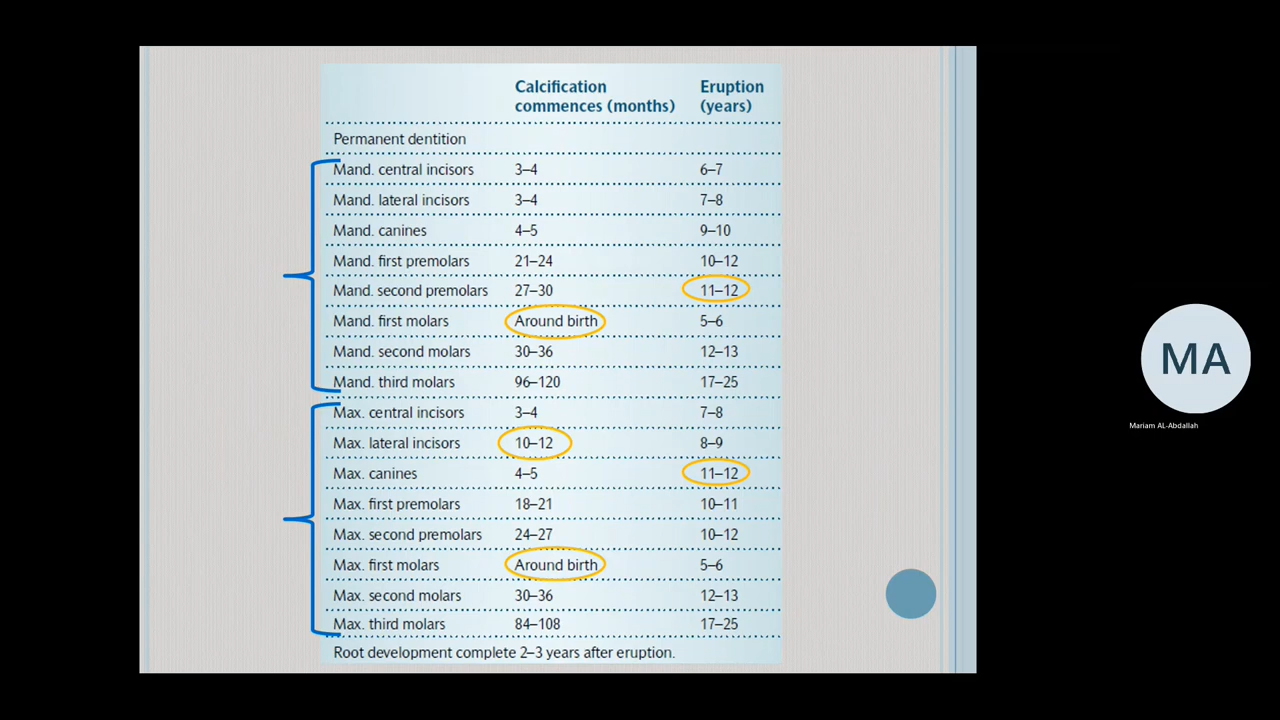 Calcification commences (months) Eruption (years)
Permanent dentition
Mand. central incisors 3–4 6–7
Mand. lateral incisors 3–4 7–8
Mand. canines 4–5 9–10
Mand. first premolars 21–24 10–12
Mand. second premolars 27–30 11–12
Mand. first molars Around birth 5–6
Mand. second molars 30–36 12–13
Mand. third molars 96–120 17–25
Max. central incisors 3–4 7–8
Max. lateral incisors 10–12 8–9
Max. canines 4–5 11–12
Max. first premolars 18–21 10–11
Max. second premolars 24–27 10–12
Max. first molars Around birth 5–6
Max. second molars 30–36 12–13
Max. third molars 84–108 17–25
Root development complete 2–3 years after eruption.
MA
Mariam AL-Abdallah